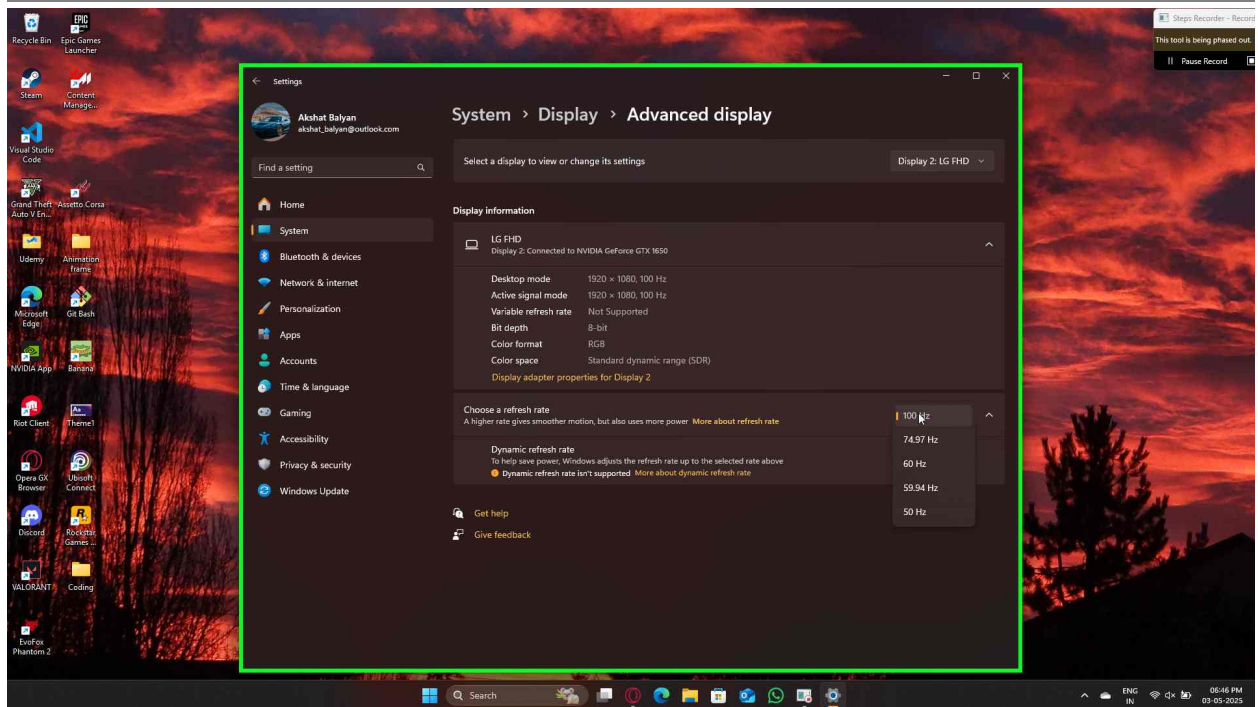 Recycle Bin
Epic Games
Launcher
Steam
Content
Manage...
Visual Studio
Code
Grand Theft
Auto V En...
Assetto Corsa
Udemy
Animation
frame
Microsoft
Edge
Git Bash
NVIDIA App
Banana
Riot Client
Theme1
Opera GX
Browser
Ubisoft
Connect
Discord
Rockstar
Games ...
VALORANT
Coding
EvoFox
Phantom 2
Steps Recorder - Record
This tool is being phased out.
Pause Record
Settings
Akshat Balyan
akshat_balyan@outlook.com
Find a setting
Home
System
Bluetooth & devices
Network & internet
Personalization
Apps
Accounts
Time & language
Gaming
Accessibility
Privacy & security
Windows Update
System > Display > Advanced display
Select a display to view or change its settings
Display 2: LG FHD
Display information
LG FHD
Display 2: Connected to NVIDIA GeForce GTX 1650
Desktop mode 1920 × 1080, 100 Hz
Active signal mode 1920 × 1080, 100 Hz
Variable refresh rate Not Supported
Bit depth 8-bit
Color format RGB
Color space Standard dynamic range (SDR)
Display adapter properties for Display 2
Choose a refresh rate
A higher rate gives smoother motion, but also uses more power More about refresh rate
100 Hz
74.97 Hz
60 Hz
59.94 Hz
50 Hz
Dynamic refresh rate
To help save power, Windows adjusts the refresh rate up to the selected rate above
Dynamic refresh rate isn't supported More about dynamic refresh rate
Get help
Give feedback
Search
ENG
IN
06:46 PM
03-05-2025